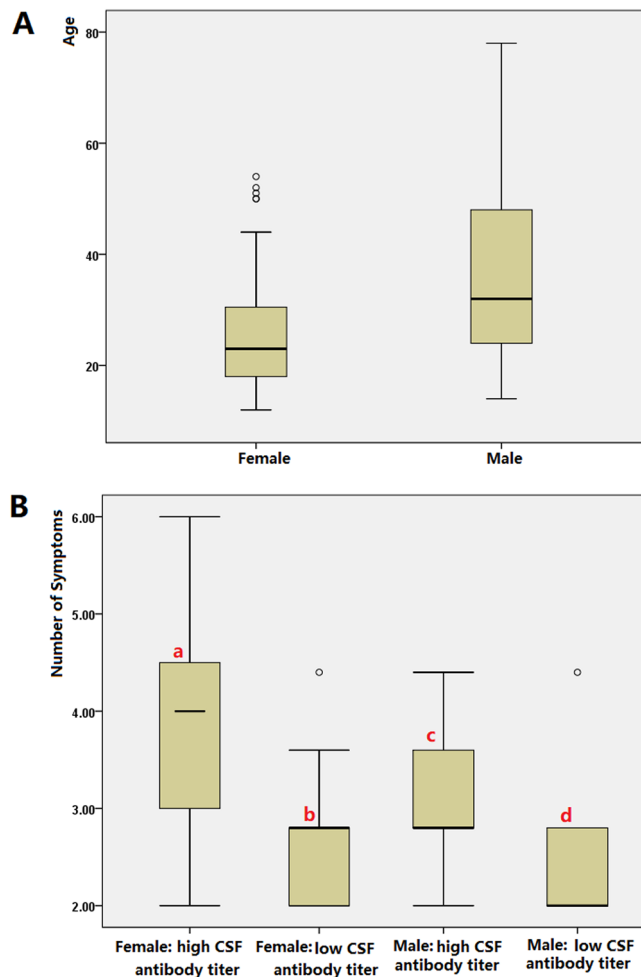 A
Age
80
60
40
20
Female Male
B
Number of Symptoms
6.00
5.00
4.00
3.00
2.00
a
b
c
d
Female: high CSF antibody titer
Female: low CSF antibody titer
Male: high CSF antibody titer
Male: low CSF antibody titer